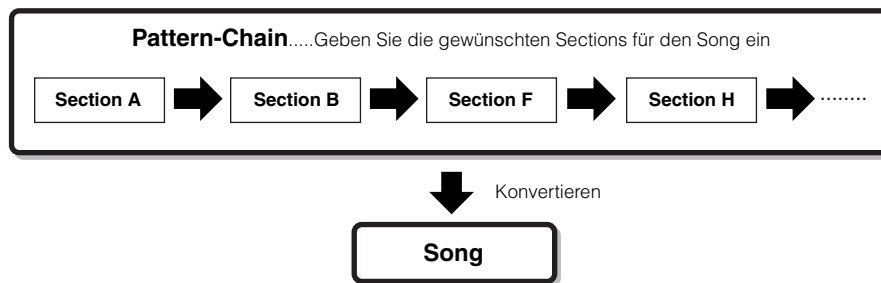 Pattern-Chain.....Geben Sie die gewünschten Sections für den Song ein
Section A Section B Section F Section H ........
Konvertieren
Song